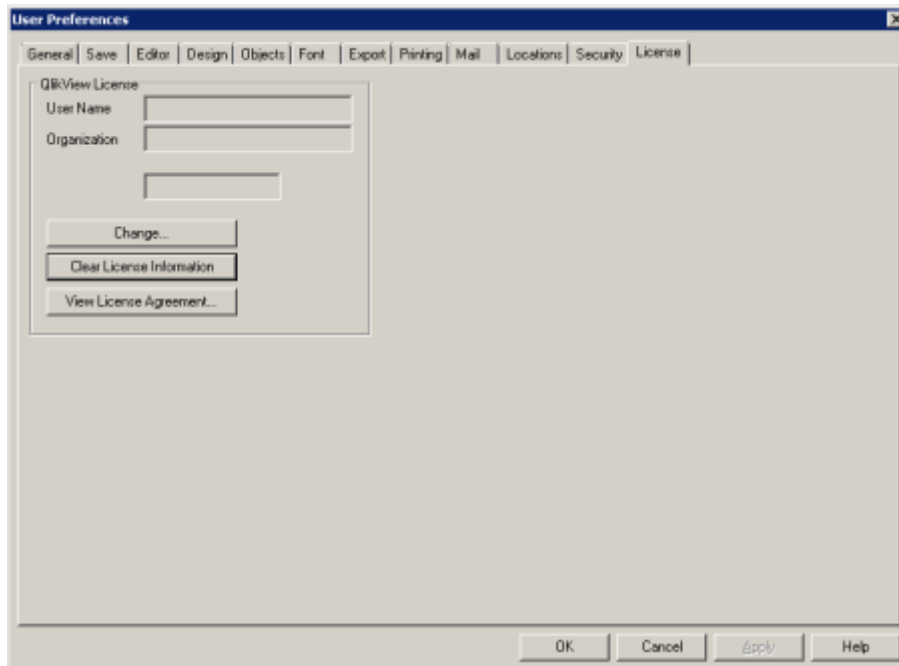 User Preferences
General Save Editor Design Objects Font Export Printing Mail Locations Security License
QlikView License
User Name
Organization
Change...
Clear License Information
View License Agreement...
OK Cancel Apply Help